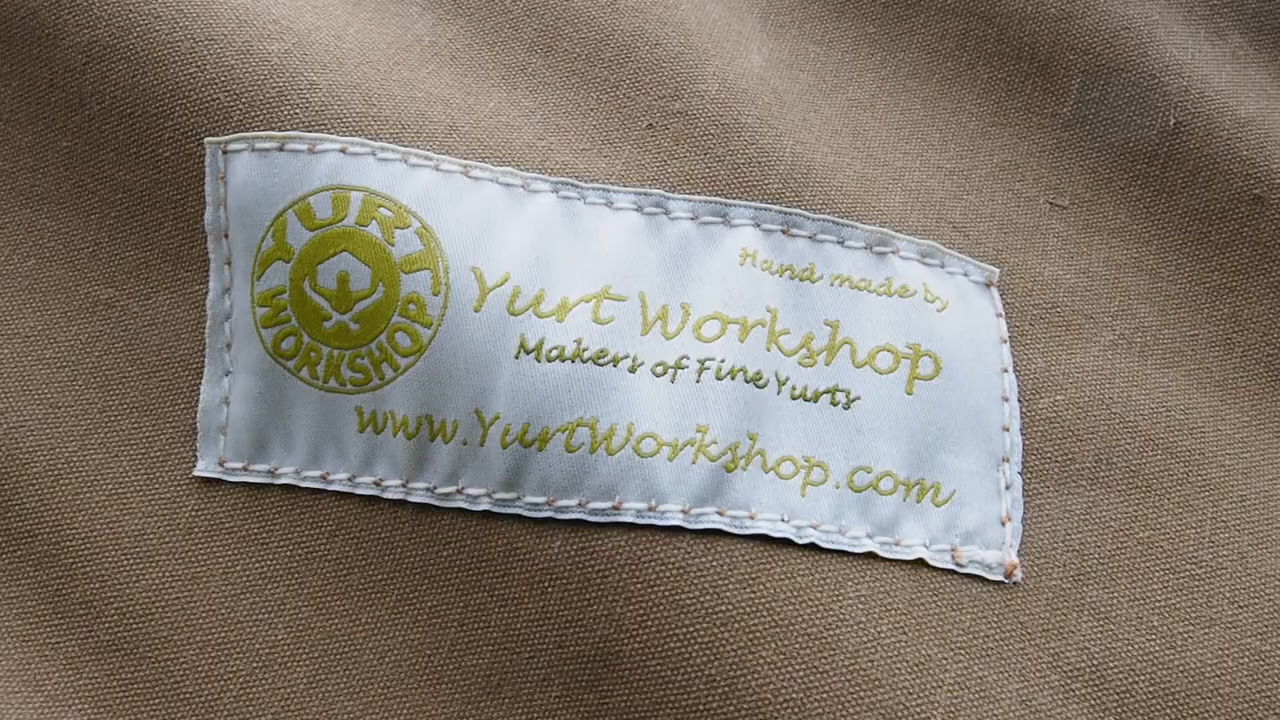 YURT
WORKSHOP
Hand made by
Yurt Workshop
Makers of Fine Yurts
www.YurtWorkshop.com